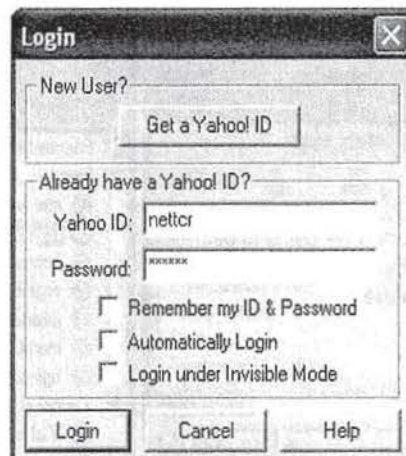 Login
New User?
Get a Yahoo! ID
Already have a Yahoo! ID?
Yahoo ID: nettcr
Password: xxxxxx
Remember my ID & Password
Automatically Login
Login under Invisible Mode
Login Cancel Help